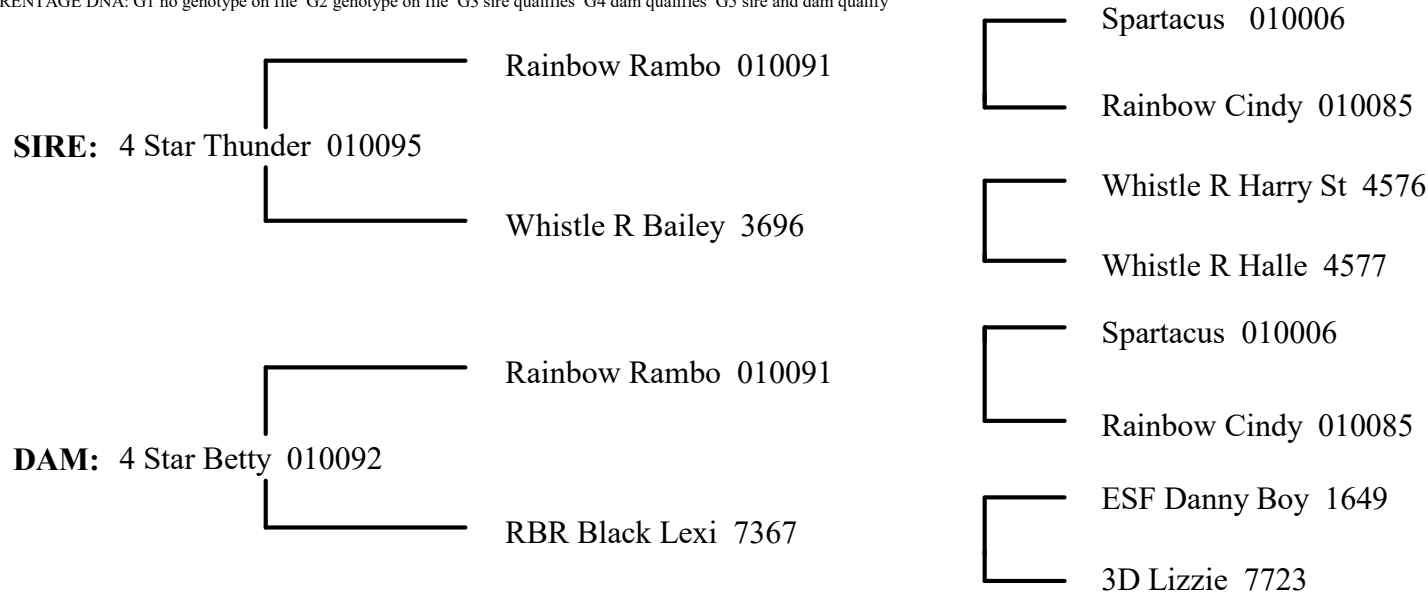 RENTAGE DNA: G1 no genotype on file G2 genotype on file G3 sire qualifies G4 dam qualifies G5 sire and dam qualify
Spartacus 010006
Rainbow Rambo 010091
Rainbow Cindy 010085
SIRE: 4 Star Thunder 010095
Whistle R Harry St 4576
Whistle R Bailey 3696
Whistle R Halle 4577
Spartacus 010006
Rainbow Rambo 010091
Rainbow Cindy 010085
DAM: 4 Star Betty 010092
ESF Danny Boy 1649
RBR Black Lexi 7367
3D Lizzie 7723